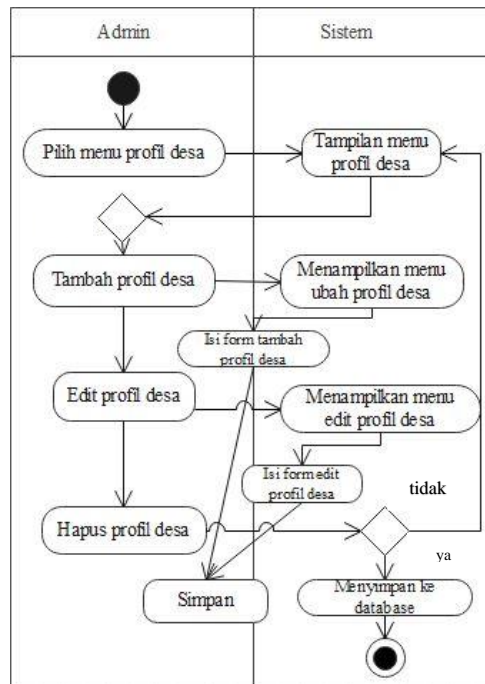 Admin
Sistem
Pilih menu profil desa
Tampilan menu
profil desa
Tambah profil desa
Menampilkan menu
ubah profil desa
Isi form tambah
profil desa
Edit profil desa
Menampilkan menu
edit profil desa
Isi form edit
profil desa
tidak
Hapus profil desa
ya
Simpan
Menyimpan ke
database